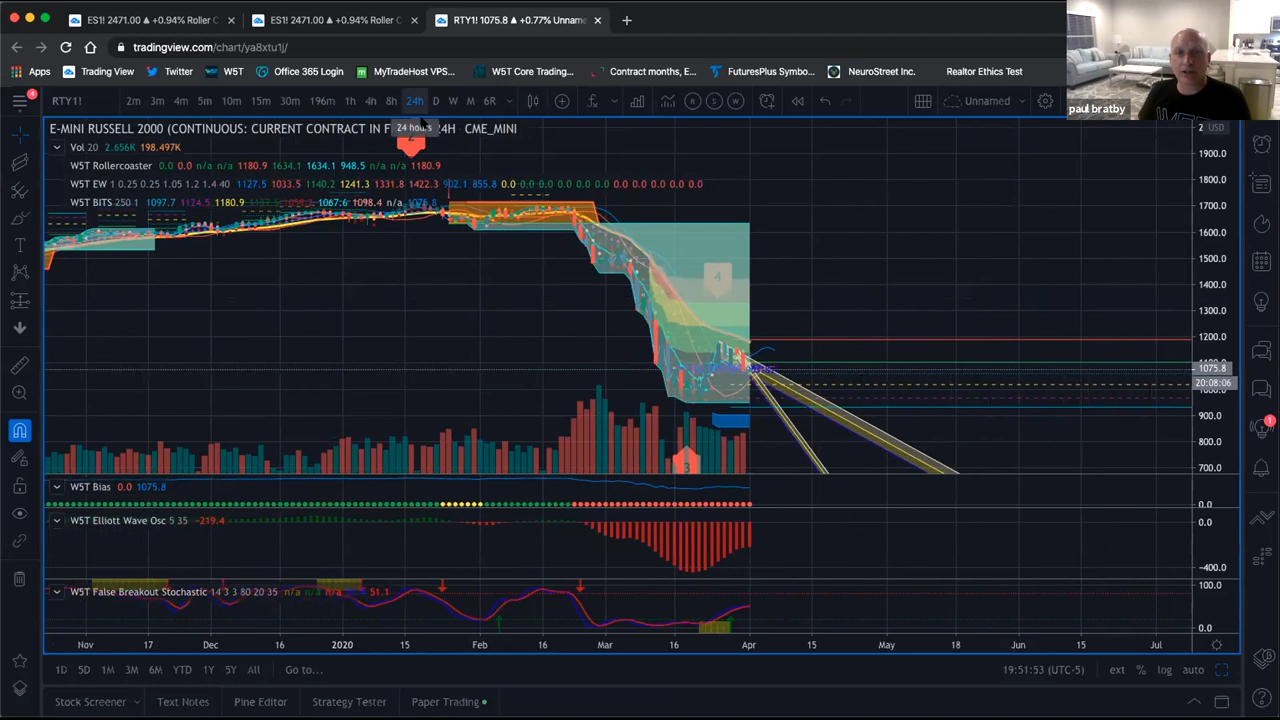 ES1! 2471.00 ▲ +0.94% Roller C
ES1! 2471.00 ▲ +0.94% Roller C
RTY1! 1075.8 ▲ +0.77% Unname
tradingview.com/chart/ya8xtu1j/
Apps Trading View Twitter W5T Office 365 Login MyTradeHost VPS... W5T Core Trading... Contract months, E... FuturesPlus Symbo... NeuroStreet Inc. Realtor Ethics Test
paul bratby
4
RTY1! 2m 3m 4m 5m 10m 15m 30m 196m 1h 4h 8h 24h D W M 6R Unnamed
24 hours
E-MINI RUSSELL 2000 (CONTINUOUS: CURRENT CONTRACT IN F 24H CME_MINI
USD
Vol 20 2.656K 198.497K
W5T Rollercoaster 0.0 0.0 n/a n/a 1180.9 1634.1 1634.1 948.5 n/a n/a 1180.9
W5T EW 1 0.25 0.25 1.05 1.2 1.4 40 1127.5 1033.5 1140.2 1241.3 1331.8 1422.3 902.1 855.8 0.0 0.0 0.0 0.0 0.0 0.0 0.0 0.0 0.0 0.0 0.0
W5T BITS 250.1 1097.7 1124.5 1180.9 1067.6 1098.4 n/a 1075.8
4
3
1900.0
1800.0
1700.0
1600.0
1500.0
1400.0
1300.0
1200.0
1075.8
20:08:06
900.0
800.0
700.0
W5T Bias 0.0 1075.8
0.0
W5T Elliott Wave Osc 5 35 -219.4
0.0
-400.0
W5T False Breakout Stochastic 14 3 3 80 20 35 n/a n/a n/a 51.1
100.0
0.0
Nov 17 Dec 16 2020 15 Feb 16 Mar 16 Apr 15 May 18 Jun 15 Jul
1D 5D 1M 3M 6M YTD 1Y 5Y All Go to... 19:51:53 (UTC-5) ext % log auto
Stock Screener Text Notes Pine Editor Strategy Tester Paper Trading